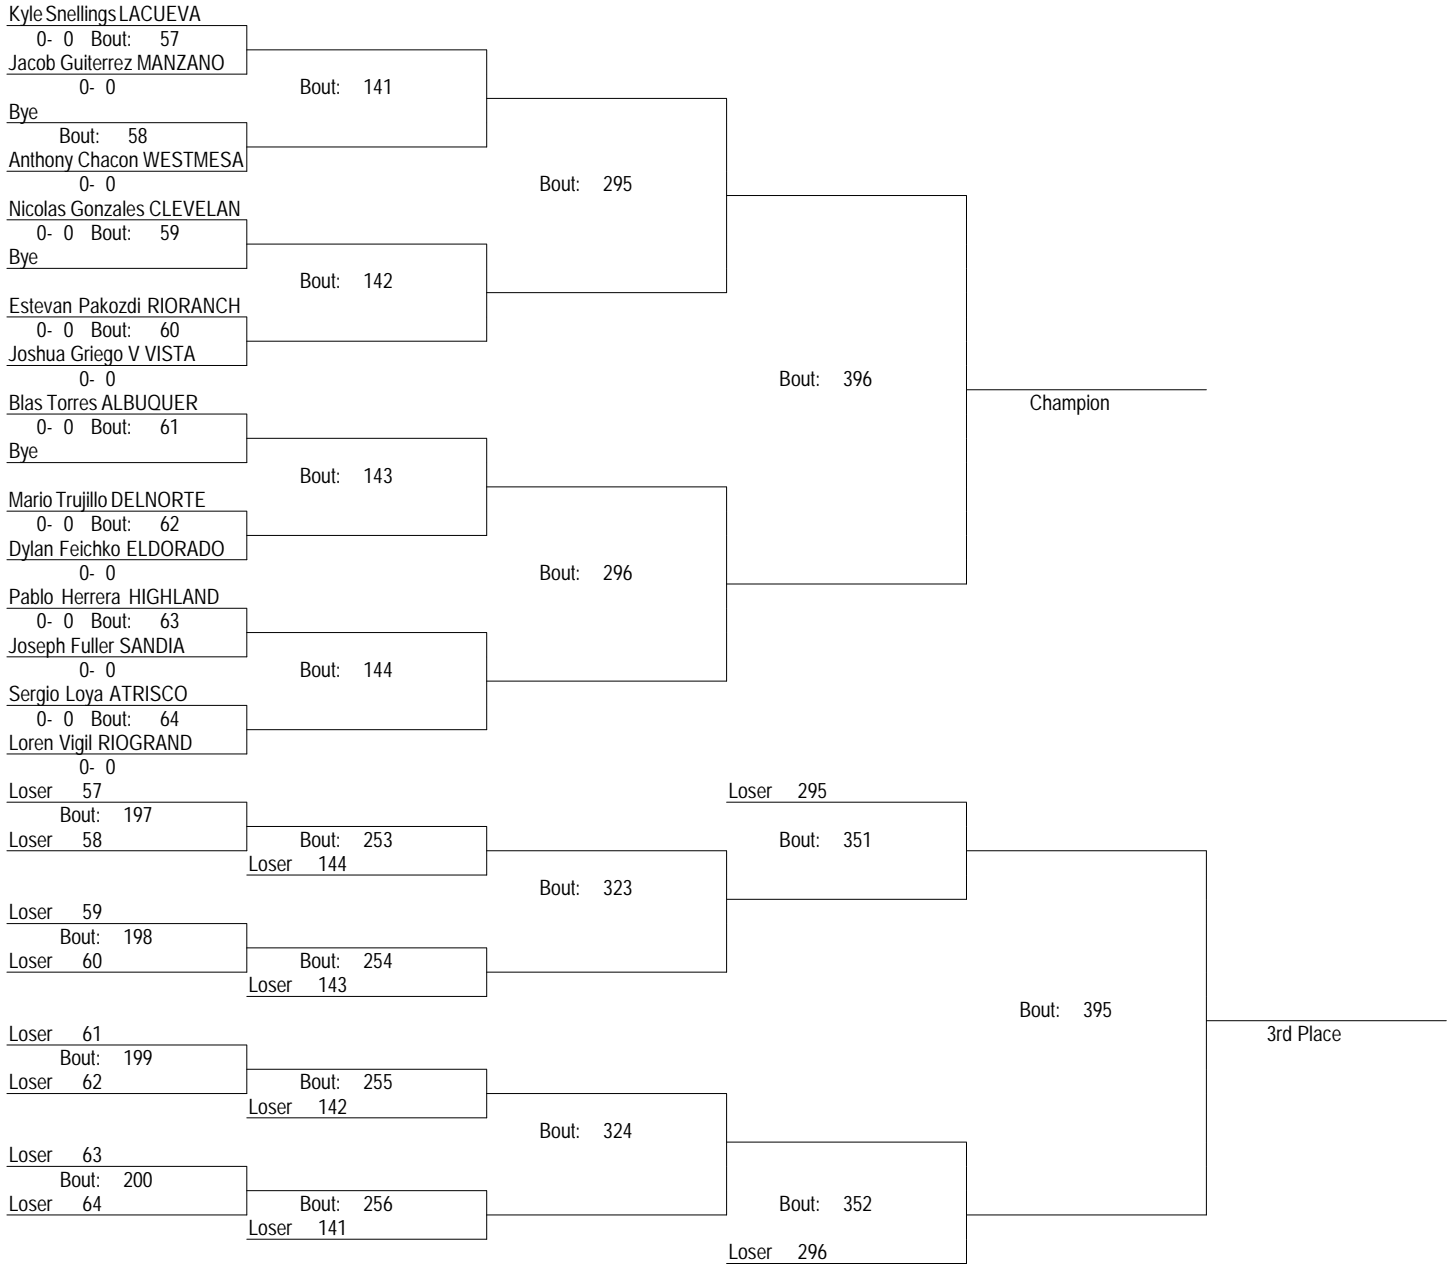 Kyle Snellings LACUEVA
0- 0 Bout: 57
Jacob Guiterrez MANZANO
0- 0 Bout: 141
Bye
Bout: 58
Anthony Chacon WESTMESA
0- 0 Bout: 295
Nicolas Gonzales CLEVELAN
0- 0 Bout: 59
Bye
Bout: 142
Estevan Pakozdi RIORANCH
0- 0 Bout: 60
Joshua Griego V VISTA
0- 0 Bout: 396
Blas Torres ALBUQUER Champion
0- 0 Bout: 61
Bye
Bout: 143
Mario Trujillo DELNORTE
0- 0 Bout: 62
Dylan Feichko ELDORADO
0- 0 Bout: 296
Pablo Herrera HIGHLAND
0- 0 Bout: 63
Joseph Fuller SANDIA
0- 0 Bout: 144
Sergio Loya ATRISCO
0- 0 Bout: 64
Loren Vigil RIOGRAND
0- 0
Loser 57 Loser 295
Bout: 197
Loser 58 Bout: 253 Bout: 351
Loser 144
Bout: 323
Loser 59
Bout: 198
Loser 60 Bout: 254
Loser 143
Bout: 395
Loser 61 3rd Place
Bout: 199
Loser 62 Bout: 255
Loser 142
Bout: 324
Loser 63
Bout: 200
Loser 64 Bout: 256 Bout: 352
Loser 141
Loser 296